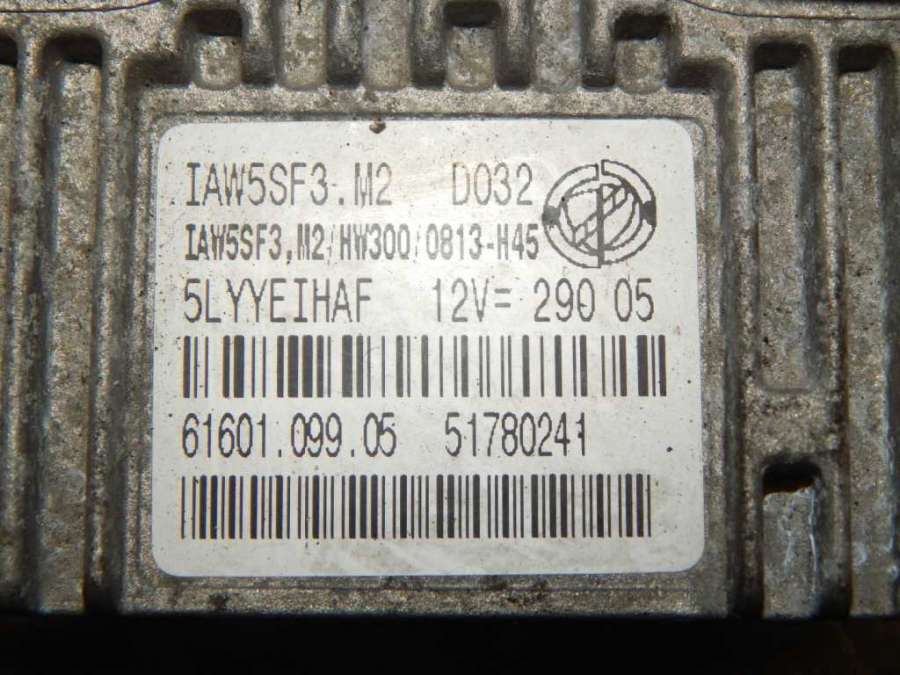 IAW5SF3.M2 D032
IAW5SF3.M2/HW300/0813-H45
5LYYEIHAF 12V= 290 05
61601.099.05 51780241